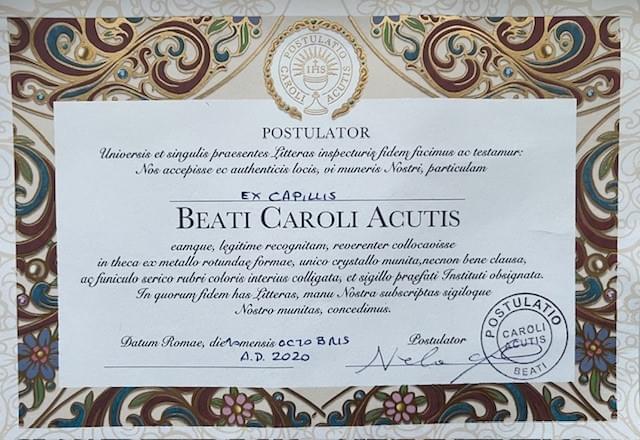 POSTULATIO
CAROLI ACUTIS
IHS
POSTULATOR
Universis et singulis praesentes Litteras inspecturis fidem facimus ac testamur:
Nos accepisse ec authenticis locis, vi muneris Nostri, particulam
EX CAPILLIS
BEATI CAROLI ACUTIS
eamque, legitime recognitam, reverenter collocavisse
in theca ex metallo rotundae formae, unico crystallo munita,necnon bene clausa,
aç funiculo serico rubri coloris interius colligata, et sigillo praefati Instituti obsignata.
In quorum fidem has Litteras, manu Nostra subscriptas sigiloque
Nostro munitas, concedimus.
Datum Romae, die mensis OCTOBRIS
A.D. 2020
Postulator
POSTULATIO
CAROLI
ACUTIS
BEATI